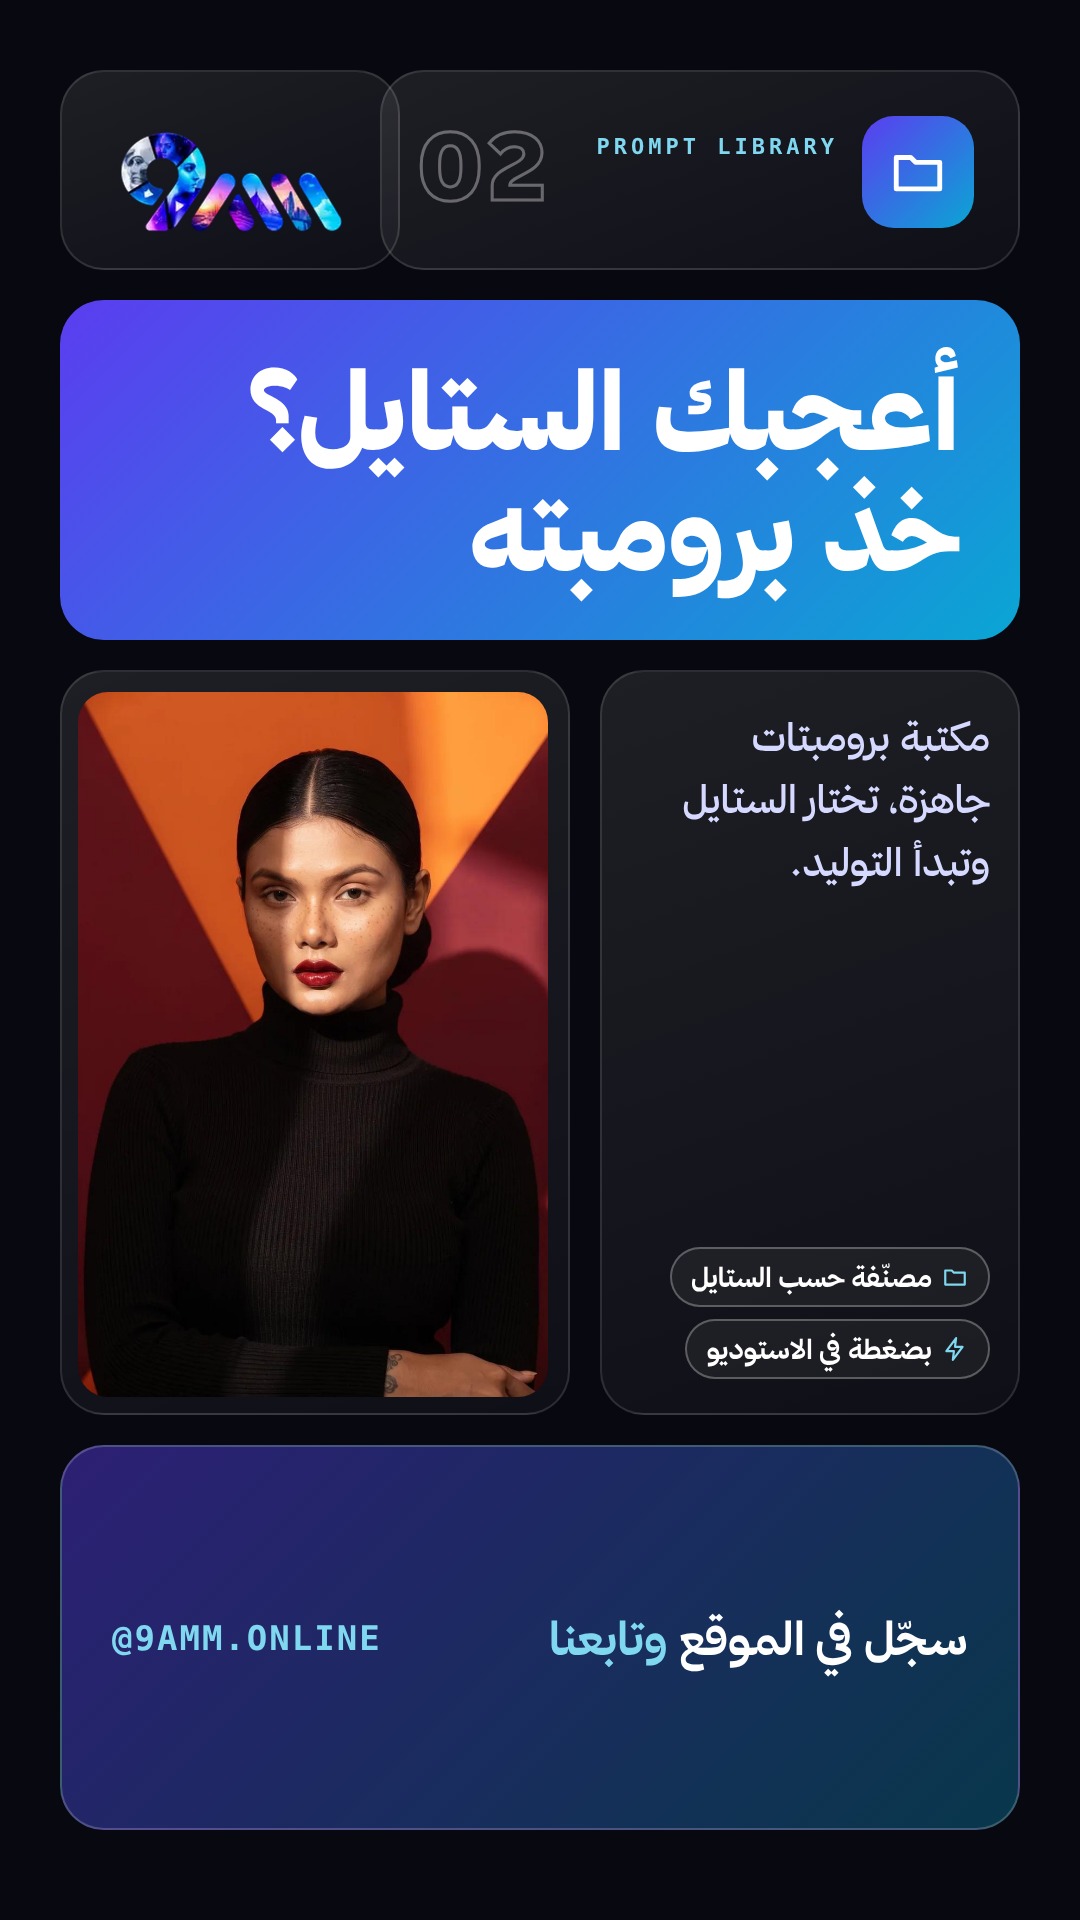 9AMM
02
PROMPT LIBRARY
أعجبك الستايل؟
خذ برومبته
مكتبة برومبتات
جاهزة، تختار الستايل
وتبدأ التوليد.
مصنّفة حسب الستايل
بضغطة في الاستوديو
سجّل في الموقع وتابعنا
@9AMM.ONLINE